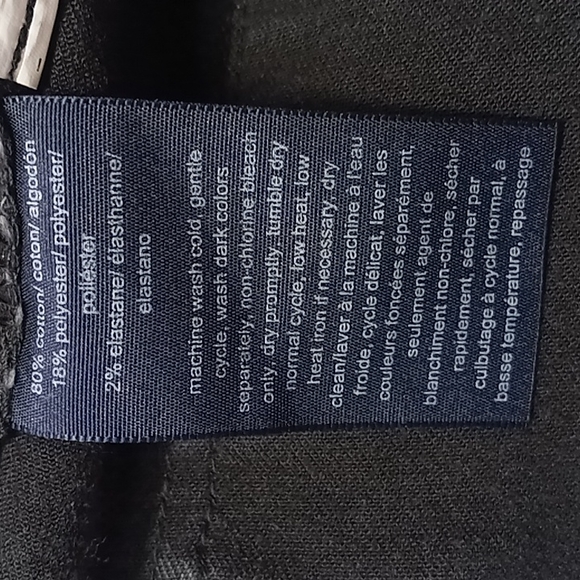 80% cotton/ coton/ algodón
18% polyester/ polyester/
poliéster
2% elastane/ élasthanne/
elastano
machine wash cold, gentle
cycle, wash dark colors
separately, non-chlorine bleach
only, dry promptly, tumble dry
normal cycle, low heat, low
heat iron if necessary. dry
clean/laver à la machine à l'eau
froide, cycle délicat, laver les
couleurs foncées séparément,
seulement agent de
blanchiment non-chlore, sécher
rapidement, sécher par
culbutage à cycle normal, à
basse température, repassage